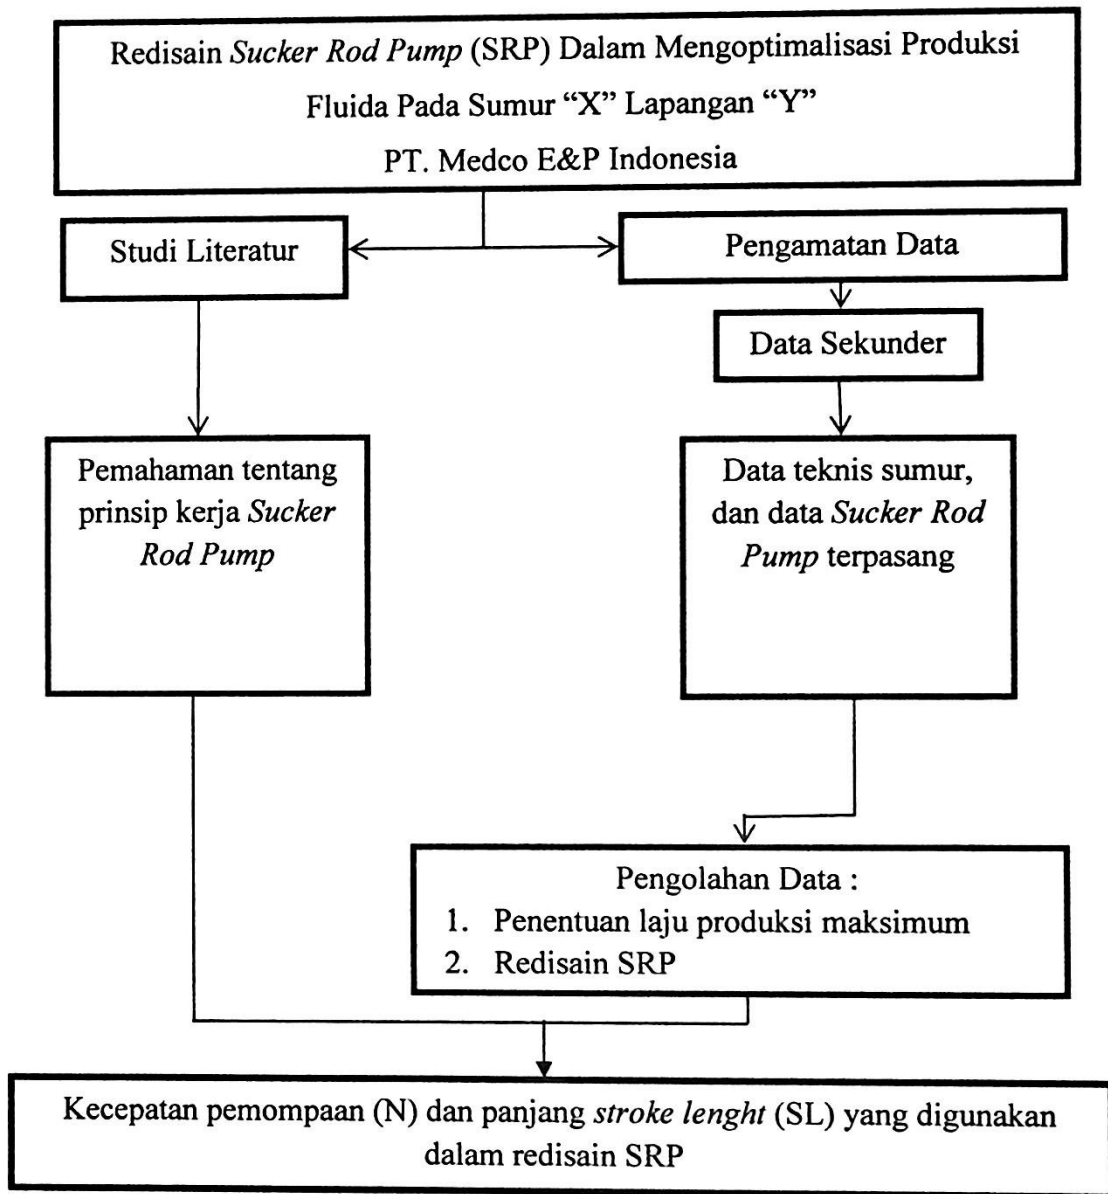 Redisain Sucker Rod Pump (SRP) Dalam Mengoptimalisasi Produksi
Fluida Pada Sumur “X” Lapangan “Y”
PT. Medco E&P Indonesia
Studi Literatur
Pengamatan Data
Data Sekunder
Pemahaman tentang
prinsip kerja Sucker
Rod Pump
Data teknis sumur,
dan data Sucker Rod
Pump terpasang
Pengolahan Data :
1. Penentuan laju produksi maksimum
2. Redisain SRP
Kecepatan pemompaan (N) dan panjang stroke lenght (SL) yang digunakan
dalam redisain SRP